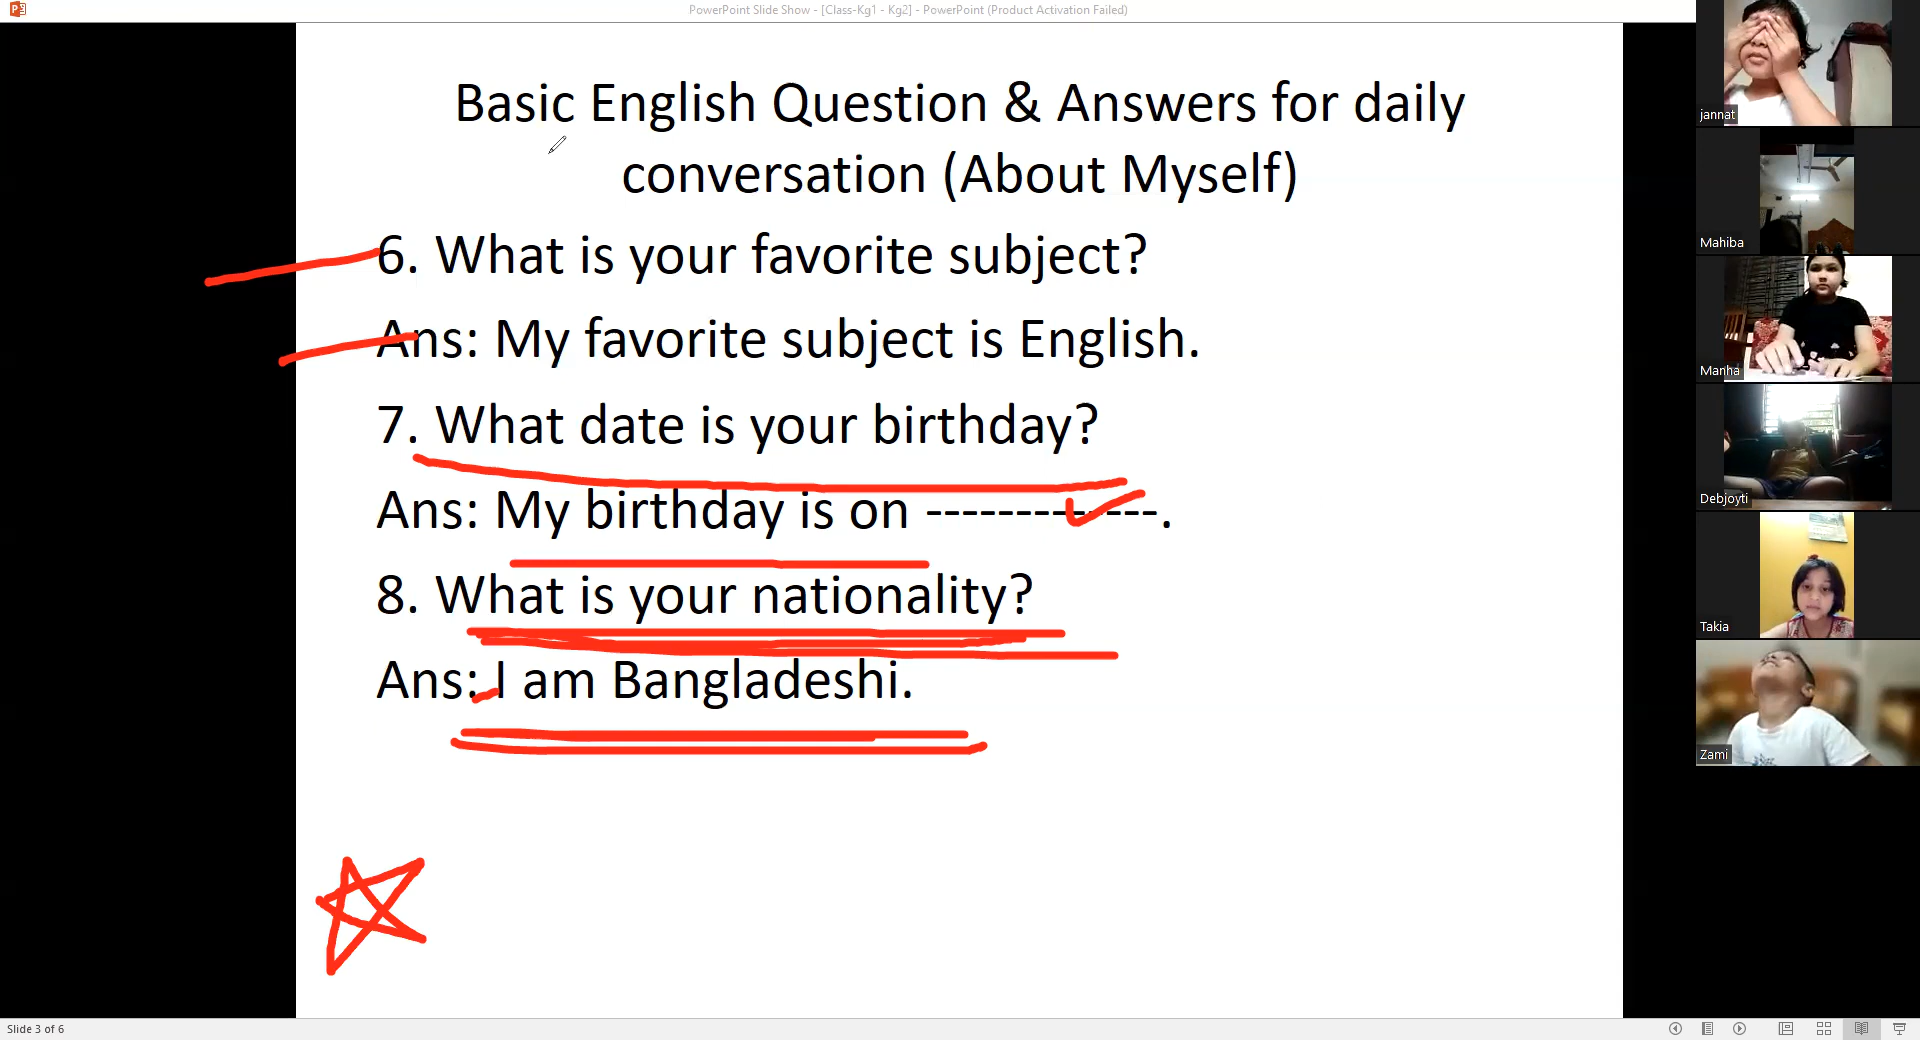 PowerPoint Slide Show - [Class-Kg1 - Kg2] - PowerPoint (Product Activation Failed)
Basic English Question & Answers for daily
conversation (About Myself)
6. What is your favorite subject?
Ans: My favorite subject is English.
7. What date is your birthday?
Ans: My birthday is on -------------.
8. What is your nationality?
Ans: I am Bangladeshi.
jannat
Mahiba
Manha
Debjoyti
Takia
Zami
Slide 3 of 6